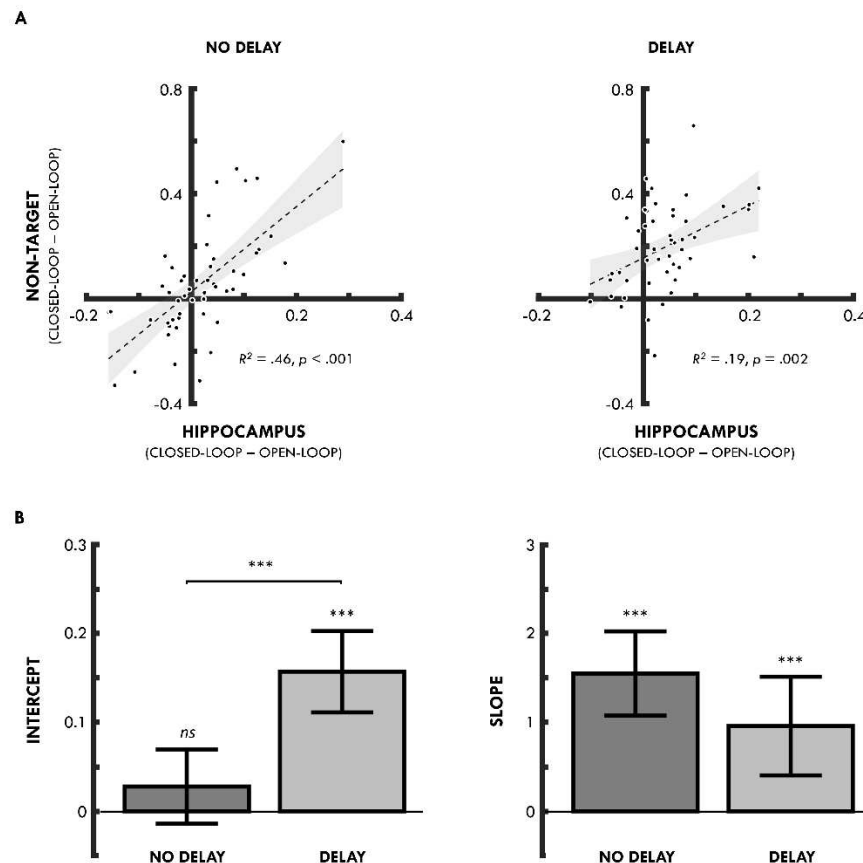 A
NO DELAY
DELAY
0.8
0.4
-0.2
0.2
0.4
-0.4
NON-TARGET
(CLOSED-LOOP – OPEN-LOOP)
R² = .46, p < .001
HIPPOCAMPUS
(CLOSED-LOOP – OPEN-LOOP)
0.8
0.4
-0.2
0.2
0.4
-0.4
R² = .19, p = .002
HIPPOCAMPUS
(CLOSED-LOOP – OPEN-LOOP)
B
0.3
0.2
0.1
0
INTERCEPT
***
ns
***
NO DELAY
DELAY
3
2
1
0
SLOPE
***
***
NO DELAY
DELAY